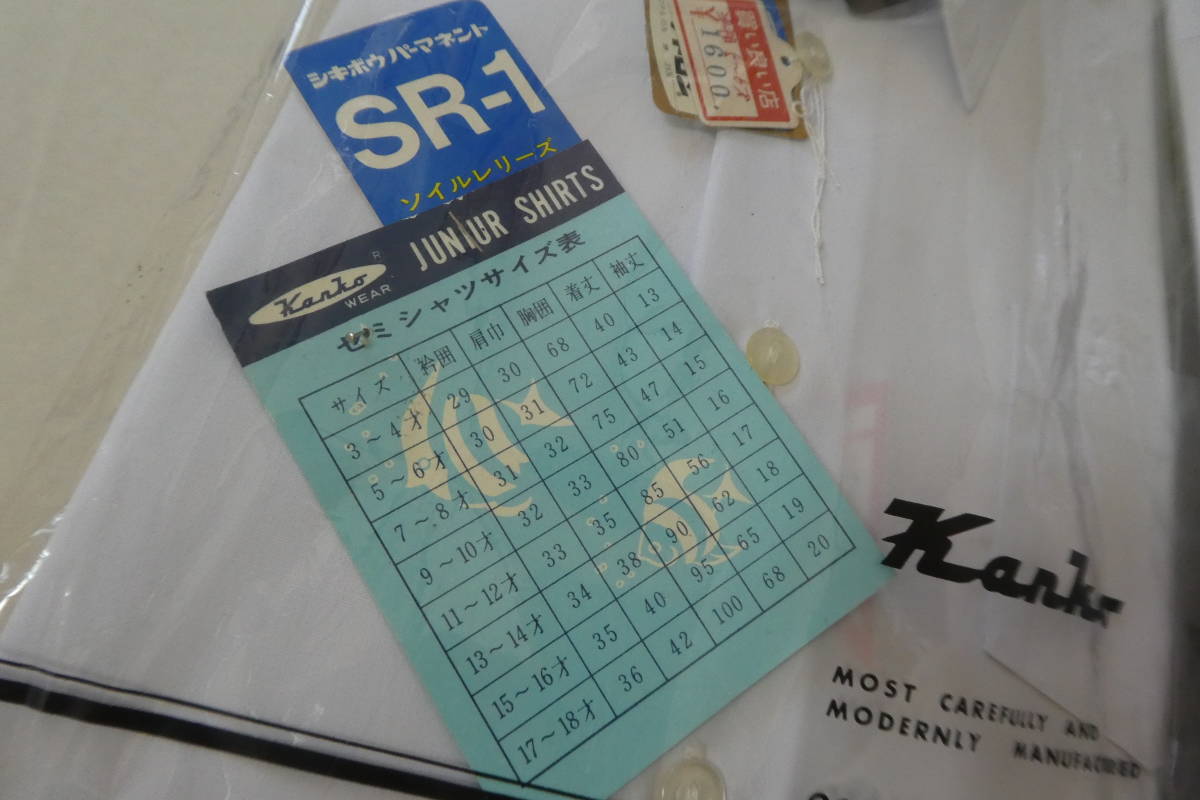 シキボウパーマネント
SR-1
ソイルレリーズ
買い良い店
¥1600.
Kanko R
WEAR
JUNIUR SHIRTS
セミシャツサイズ表
サイズ 衿囲 肩巾 胸囲 着丈 袖丈
3～4才 29 30 68 40 13
5～6才 30 31 72 43 14
7～8才 31 32 75 47 15
9～10才 32 33 80 51 16
11～12才 33 35 85 56 17
13～14才 34 38 90 62 18
15～16才 35 40 95 65 19
17～18才 36 42 100 68 20
Kanko
MOST CAREFULLY AND
MODERNLY MANUFACTURED